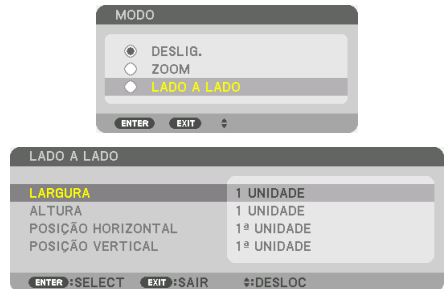 MODO
DESLIG.
ZOOM
LADO A LADO
ENTER EXIT
LADO A LADO
LARGURA 1 UNIDADE
ALTURA 1 UNIDADE
POSIÇÃO HORIZONTAL 1ª UNIDADE
POSIÇÃO VERTICAL 1ª UNIDADE
ENTER:SELECT EXIT:SAIR :DESLOC